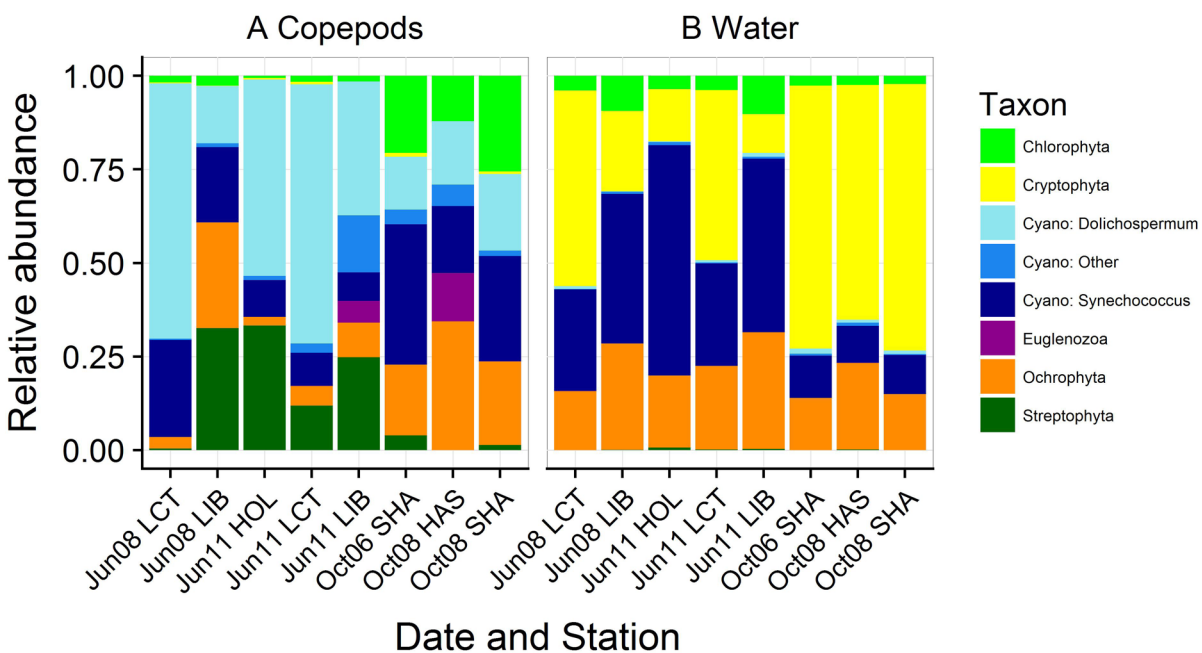 A Copepods
B Water
Relative abundance
1.00
0.75
0.50
0.25
0.00
Jun08 LCT
Jun08 LIB
Jun11 HOL
Jun11 LCT
Jun11 LIB
Oct06 SHA
Oct08 HAS
Oct08 SHA
Jun08 LCT
Jun08 LIB
Jun11 HOL
Jun11 LCT
Jun11 LIB
Oct06 SHA
Oct08 HAS
Oct08 SHA
Date and Station
Taxon
Chlorophyta
Cryptophyta
Cyano: Dolichospermum
Cyano: Other
Cyano: Synechococcus
Euglenozoa
Ochrophyta
Streptophyta